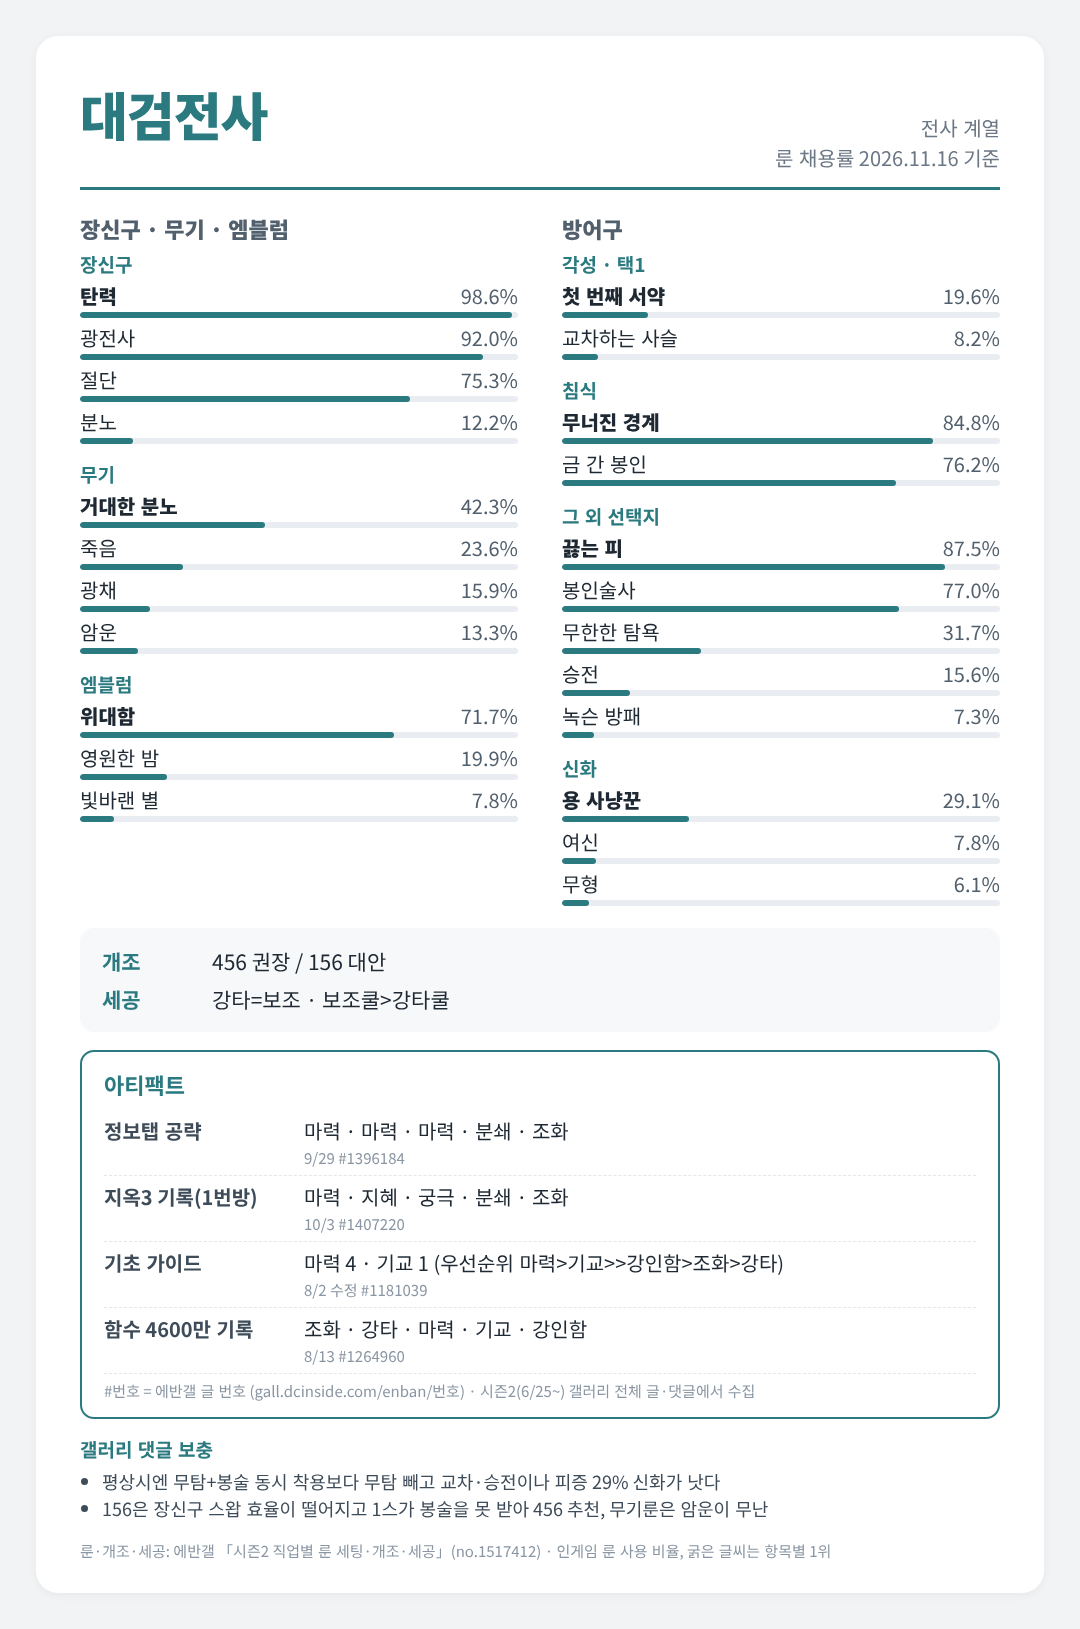 대검전사
전사 계열
룬 채용률 2026.11.16 기준
장신구 · 무기 · 엠블럼
장신구
탄력 98.6%
광전사 92.0%
절단 75.3%
분노 12.2%
무기
거대한 분노 42.3%
죽음 23.6%
광채 15.9%
암운 13.3%
엠블럼
위대함 71.7%
영원한 밤 19.9%
빛바랜 별 7.8%
방어구
각성 · 택1
첫 번째 서약 19.6%
교차하는 사슬 8.2%
침식
무너진 경계 84.8%
금 간 봉인 76.2%
그 외 선택지
끓는 피 87.5%
봉인술사 77.0%
무한한 탐욕 31.7%
승전 15.6%
녹슨 방패 7.3%
신화
용 사냥꾼 29.1%
여신 7.8%
무형 6.1%
개조 456 권장 / 156 대안
세공 강타=보조 · 보조쿨>강타쿨
아티팩트
정보탭 공략 마력 · 마력 · 마력 · 분쇄 · 조화
9/29 #1396184
지옥3 기록(1번방) 마력 · 지혜 · 궁극 · 분쇄 · 조화
10/3 #1407220
기초 가이드 마력 4 · 기교 1 (우선순위 마력>기교>>강인함>조화>강타)
8/2 수정 #1181039
함수 4600만 기록 조화 · 강타 · 마력 · 기교 · 강인함
8/13 #1264960
#번호 = 에반갤 글 번호 (gall.dcinside.com/enban/번호) · 시즌2(6/25~) 갤러리 전체 글·댓글에서 수집
갤러리 댓글 보충
• 평상시엔 무탐+봉술 동시 착용보다 무탐 빼고 교차·승전이나 피증 29% 신화가 낫다
• 156은 장신구 스왑 효율이 떨어지고 1스가 봉술을 못 받아 456 추천, 무기룬은 암운이 무난
룬·개조·세공: 에반갤 「시즌2 직업별 룬 세팅·개조·세공」(no.1517412) · 인게임 룬 사용 비율, 굵은 글씨는 항목별 1위